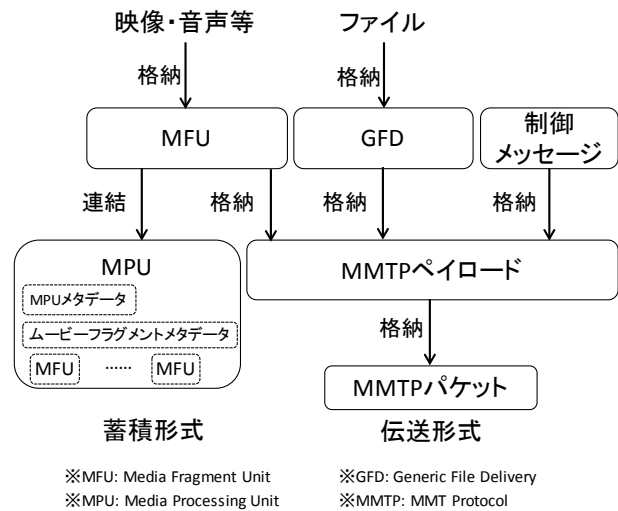 映像・音声等
ファイル
格納
格納
MFU
GFD
制御
メッセージ
連結
格納
格納
格納
MPU
MPUメタデータ
ムービーフラグメントメタデータ
MFU
……
MFU
MMTPペイロード
格納
MMTPパケット
蓄積形式
伝送形式
※MFU: Media Fragment Unit
※GFD: Generic File Delivery
※MPU: Media Processing Unit
※MMTP: MMT Protocol